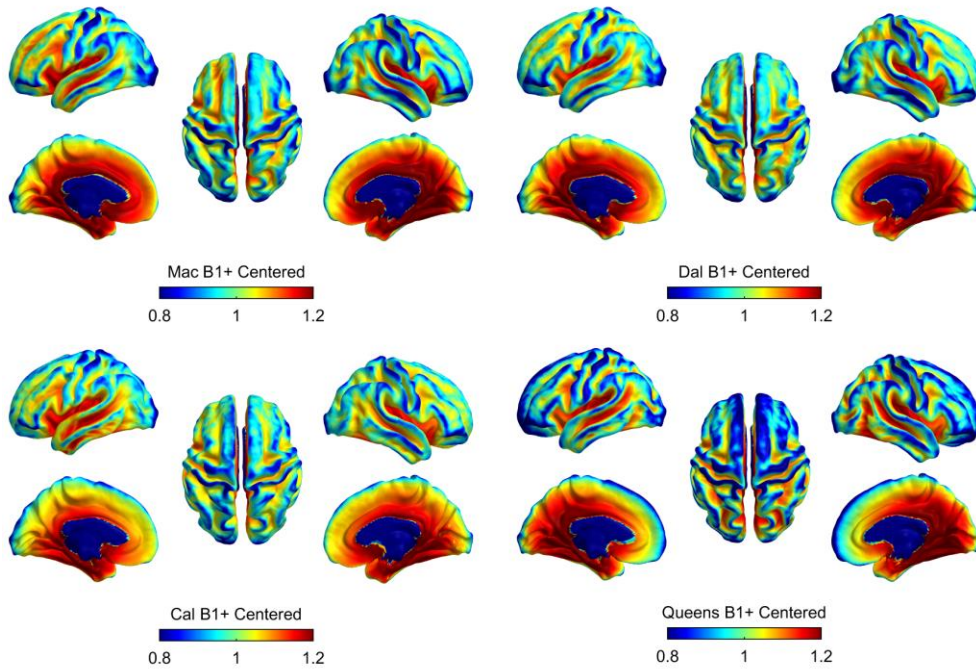 Mac B1+ Centered
0.8 1 1.2
Dal B1+ Centered
0.8 1 1.2
Cal B1+ Centered
0.8 1 1.2
Queens B1+ Centered
0.8 1 1.2